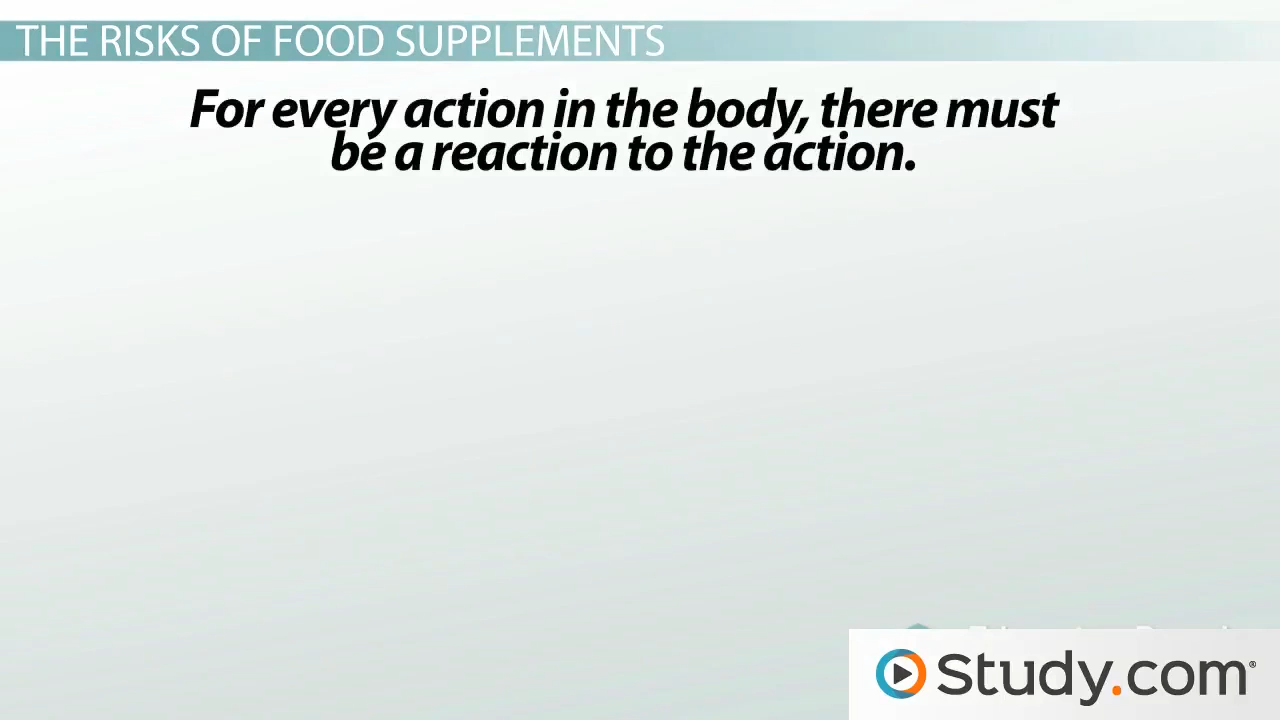 THE RISKS OF FOOD SUPPLEMENTS
For every action in the body, there must
be a reaction to the action.
Study.com®